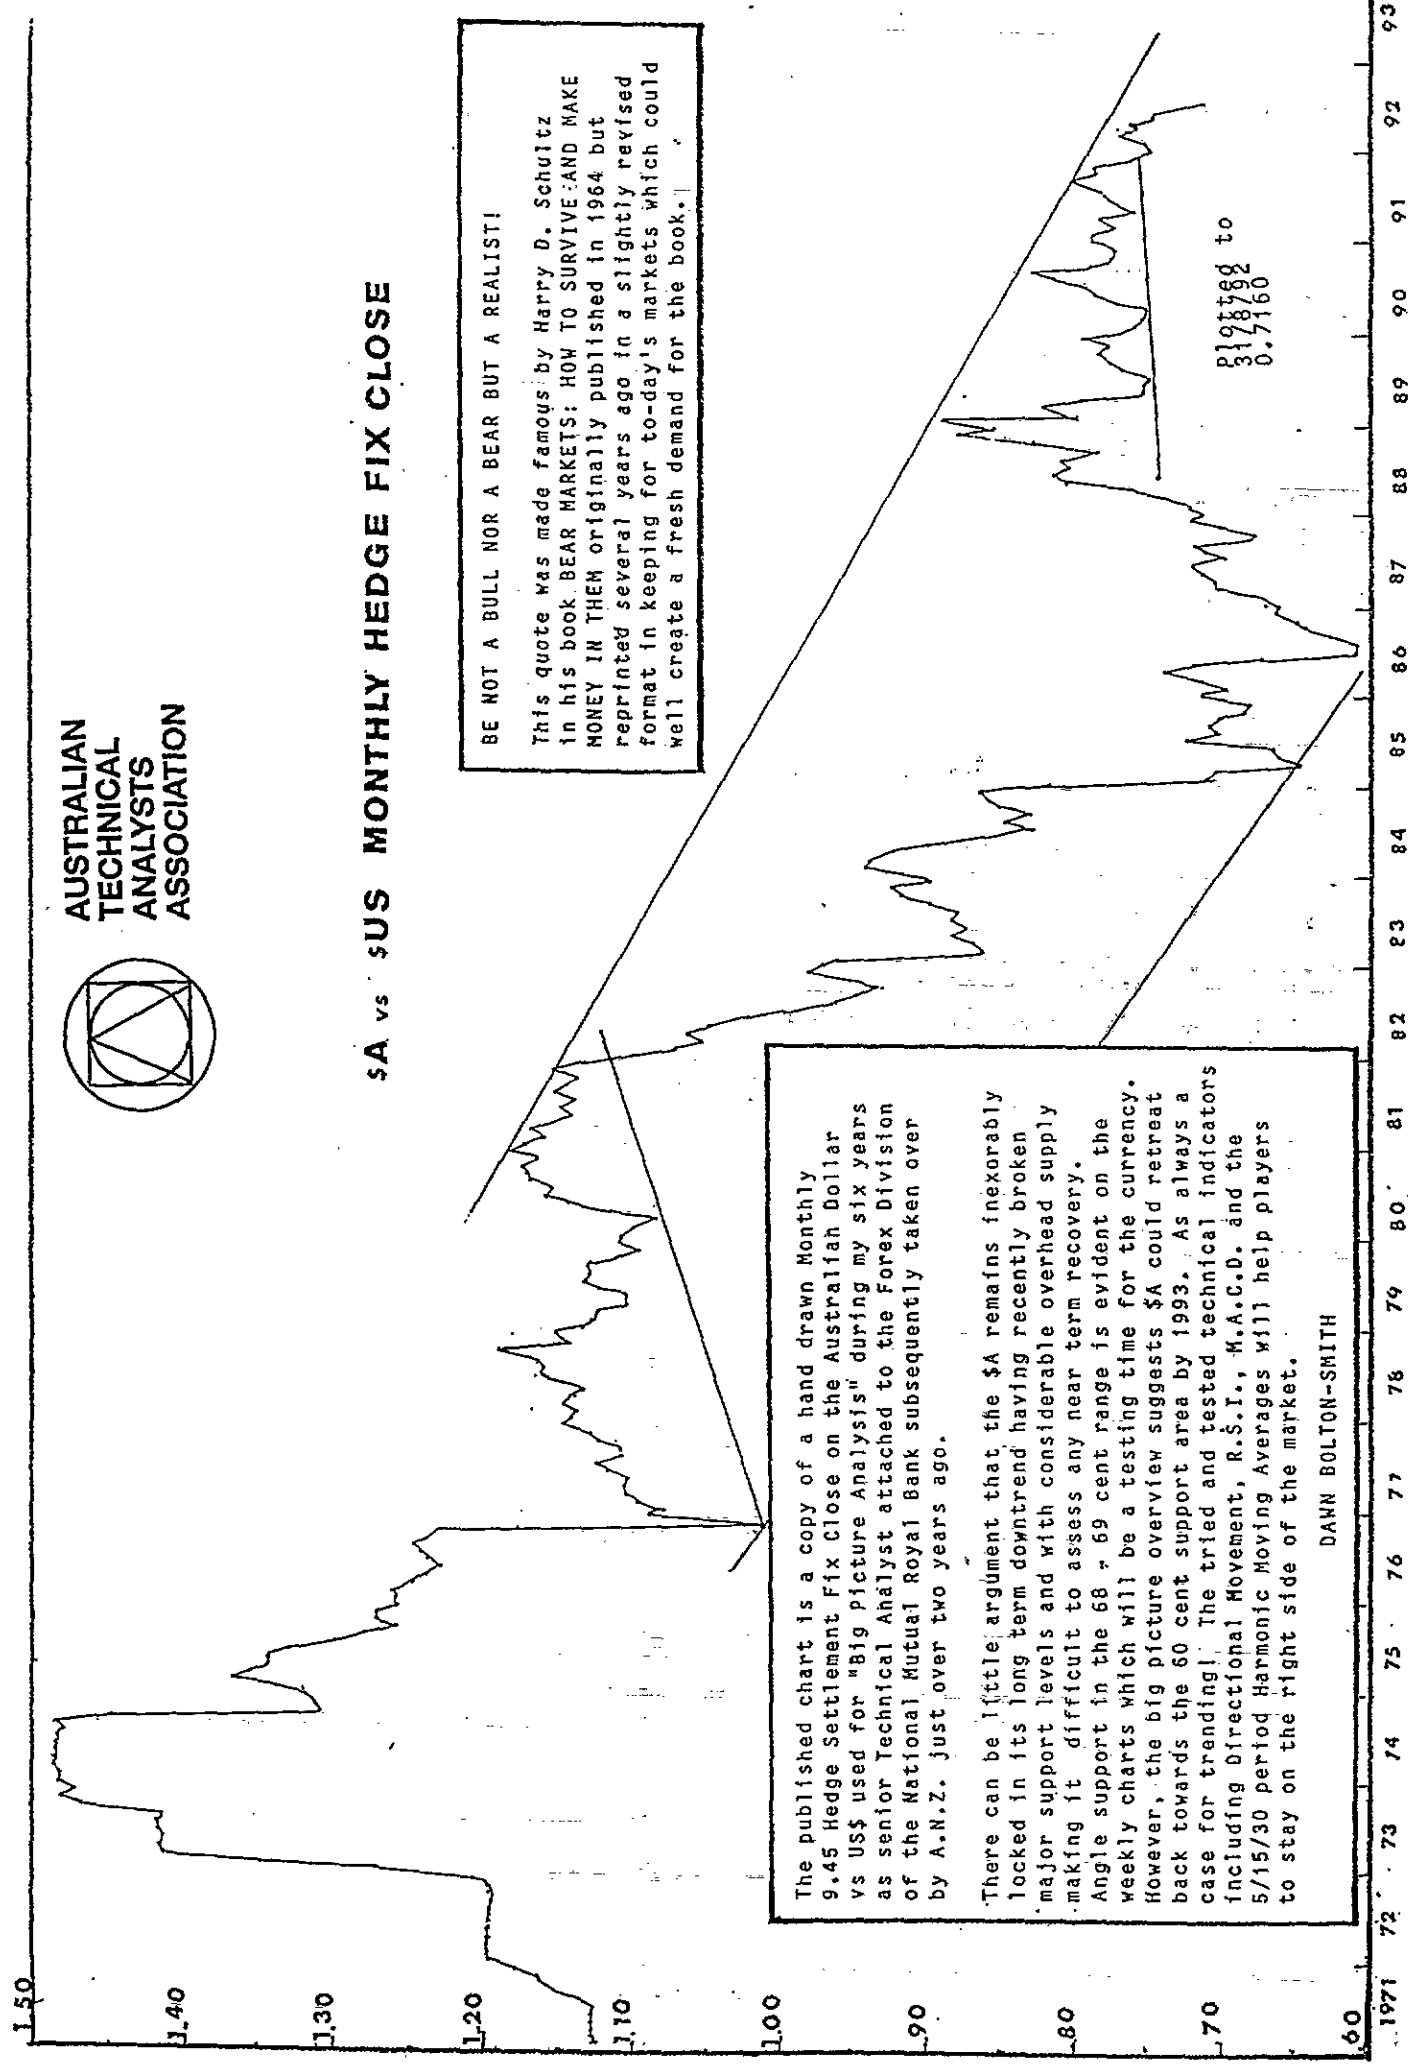 AUSTRALIAN
TECHNICAL
ANALYSTS
ASSOCIATION
$A vs $US MONTHLY HEDGE FIX CLOSE
BE NOT A BULL NOR A BEAR BUT A REALIST!
This quote was made famous by Harry D. Schultz
in his book BEAR MARKETS: HOW TO SURVIVE AND MAKE
MONEY IN THEM originally published in 1964 but
reprinted several years ago in a slightly revised
format in keeping for to-day's markets which could
well create a fresh demand for the book.
The published chart is a copy of a hand drawn Monthly
9.45 Hedge Settlement Fix Close on the Australian Dollar
vs US$ used for "Big Picture Analysis" during my six years
as senior Technical Analyst attached to the Forex Division
of the National Mutual Royal Bank subsequently taken over
by A.N.Z. just over two years ago.
There can be little argument that the $A remains inexorably
locked in its long term downtrend having recently broken
major support levels and with considerable overhead supply
making it difficult to assess any near term recovery.
Angle support in the 68 - 69 cent range is evident on the
weekly charts which will be a testing time for the currency.
However, the big picture overview suggests $A could retreat
back towards the 60 cent support area by 1993. As always a
case for trending! The tried and tested technical indicators
including Directional Movement, R.S.I., M.A.C.D. and the
5/15/30 period Harmonic Moving Averages will help players
to stay on the right side of the market.
DAWN BOLTON-SMITH
Plotted to
31/8/92
0.7160
1.50
1.40
1.30
1.20
1.10
1.00
.90
.80
.70
.60
1971 72 73 74 75 76 77 78 79 80 81 82 83 84 85 86 87 88 89 90 91 92 93